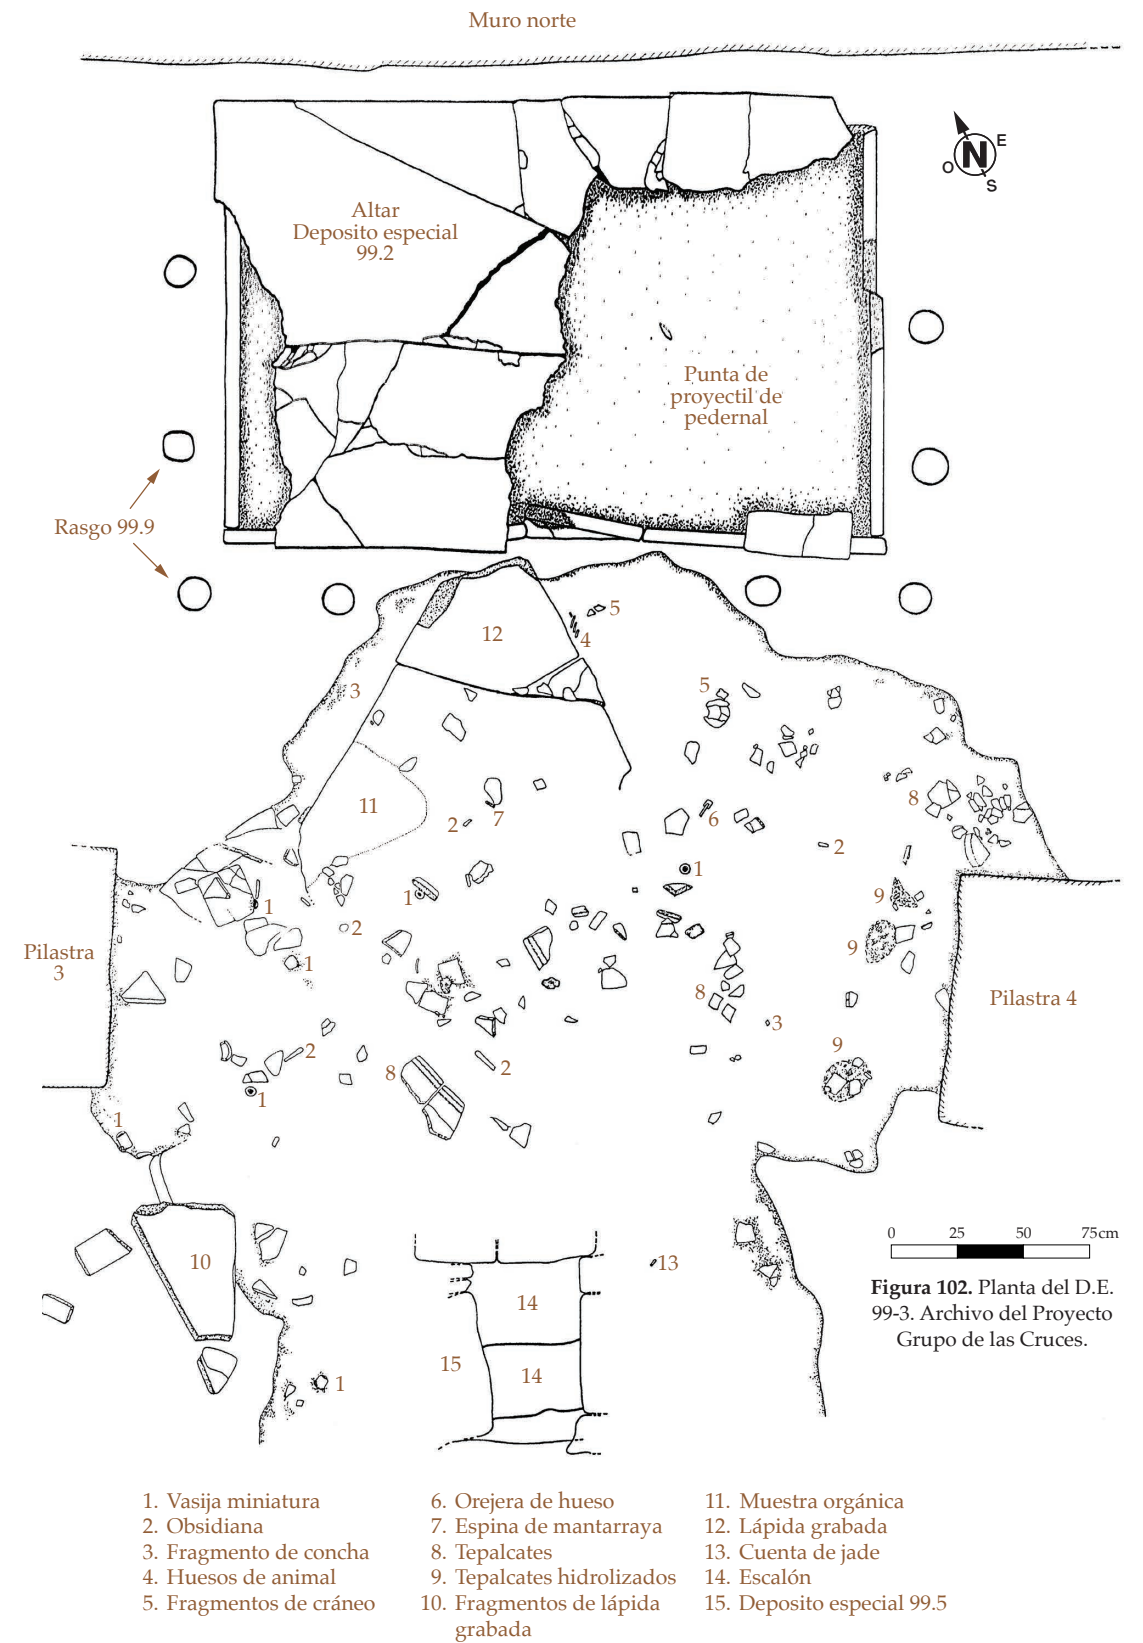 Muro norte
N
E
O
S
Altar
Deposito especial
99.2
Punta de
proyectil de
pedernal
Rasgo 99.9
5
12
4
3
5
11
2
7
6
8
2
1
1
1
9
2
9
Pilastra
3
1
8
Pilastra 4
3
2
8
2
9
1
1
10
13
14
15
14
1
0 25 50 75cm
Figura 102. Planta del D.E.
99-3. Archivo del Proyecto
Grupo de las Cruces.
1. Vasija miniatura
2. Obsidiana
3. Fragmento de concha
4. Huesos de animal
5. Fragmentos de cráneo
6. Orejera de hueso
7. Espina de mantarraya
8. Tepalcates
9. Tepalcates hidrolizados
10. Fragmentos de lápida
grabada
11. Muestra orgánica
12. Lápida grabada
13. Cuenta de jade
14. Escalón
15. Deposito especial 99.5